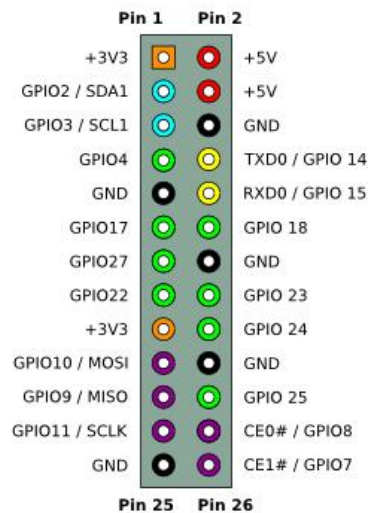 Pin 1 Pin 2
+3V3 +5V
GPIO2 / SDA1 +5V
GPIO3 / SCL1 GND
GPIO4 TXD0 / GPIO 14
GND RXD0 / GPIO 15
GPIO17 GPIO 18
GPIO27 GND
GPIO22 GPIO 23
+3V3 GPIO 24
GPIO10 / MOSI GND
GPIO9 / MISO GPIO 25
GPIO11 / SCLK CE0# / GPIO8
GND CE1# / GPIO7
Pin 25 Pin 26